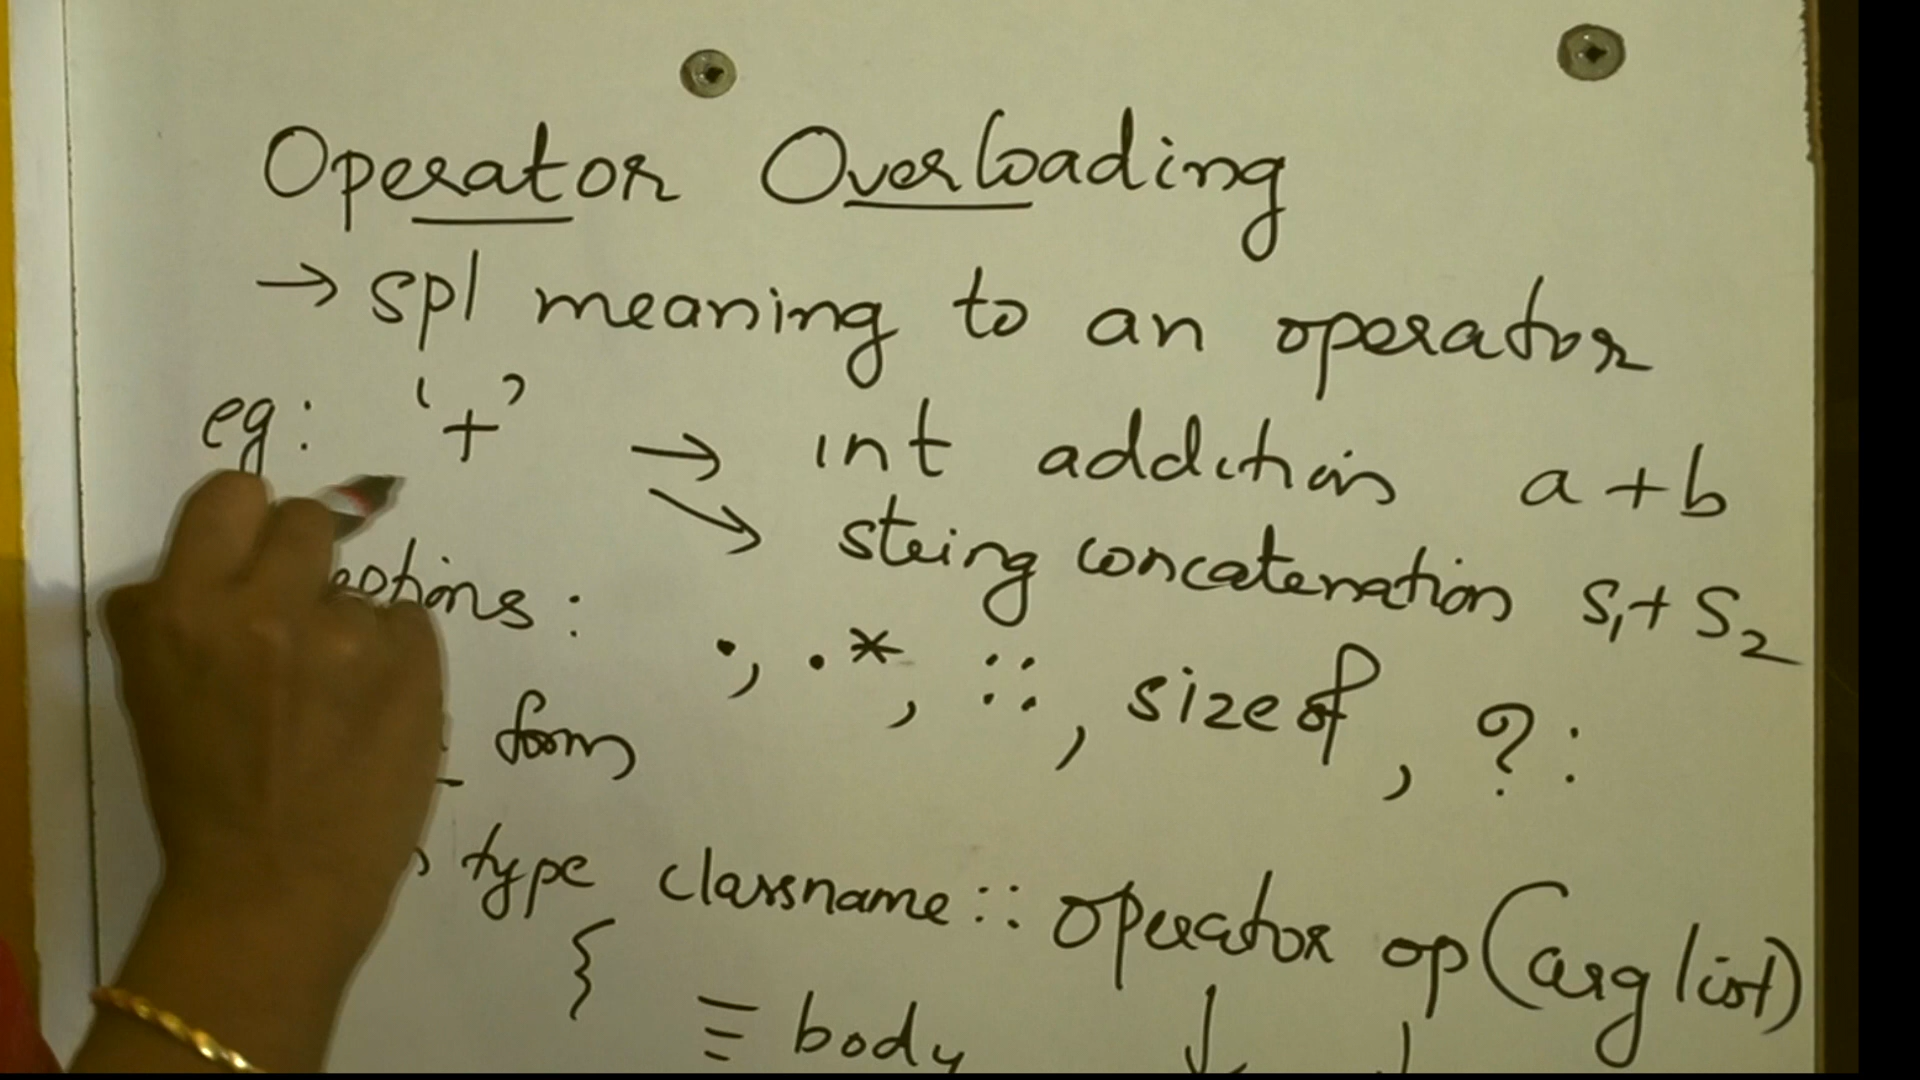 Operator Overloading
→ spl meaning to an operator
eg: '+' → int addition a+b
→ string concatenation S1+S2
:
., .*, ::, sizeof, ?:
form
type classname :: operator op(arg list)
{
body